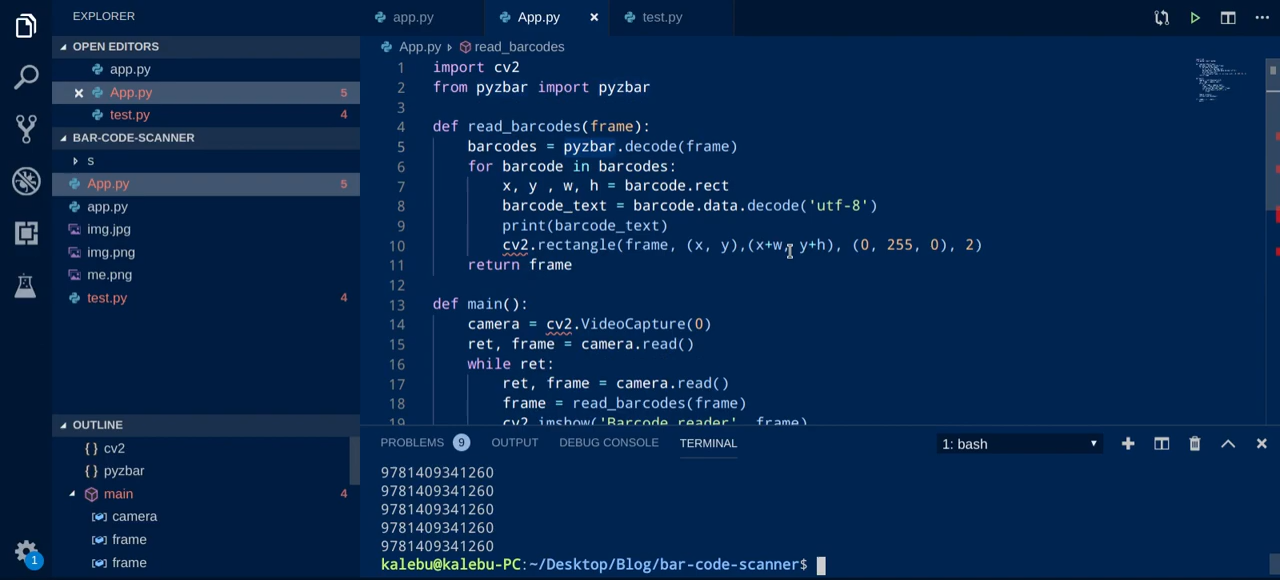 EXPLORER
OPEN EDITORS
app.py
App.py 5
test.py 4
BAR-CODE-SCANNER
s
App.py 5
app.py
img.jpg
img.png
me.png
test.py 4
OUTLINE
{} cv2
{} pyzbar
main 4
camera
frame
frame
1
app.py App.py test.py
App.py read_barcodes
1 import cv2
2 from pyzbar import pyzbar
3
4 def read_barcodes(frame):
5 barcodes = pyzbar.decode(frame)
6 for barcode in barcodes:
7 x, y , w, h = barcode.rect
8 barcode_text = barcode.data.decode('utf-8')
9 print(barcode_text)
10 cv2.rectangle(frame, (x, y),(x+w, y+h), (0, 255, 0), 2)
11 return frame
12
13 def main():
14 camera = cv2.VideoCapture(0)
15 ret, frame = camera.read()
16 while ret:
17 ret, frame = camera.read()
18 frame = read_barcodes(frame)
19 cv2.imshow('Barcode reader', frame)
PROBLEMS 9 OUTPUT DEBUG CONSOLE TERMINAL 1: bash
9781409341260
9781409341260
9781409341260
9781409341260
9781409341260
kalebu@kalebu-PC:~/Desktop/Blog/bar-code-scanner$